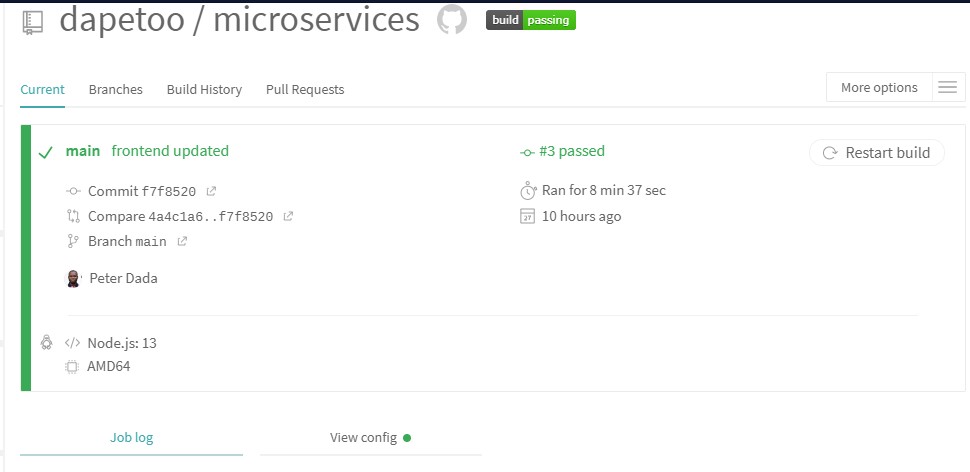 dapetoo / microservices build passing
Current Branches Build History Pull Requests More options
main frontend updated #3 passed Restart build
Commit f7f8520 Ran for 8 min 37 sec
Compare 4a4c1a6..f7f8520 27 10 hours ago
Branch main
Peter Dada
</> Node.js: 13
AMD64
Job log View config